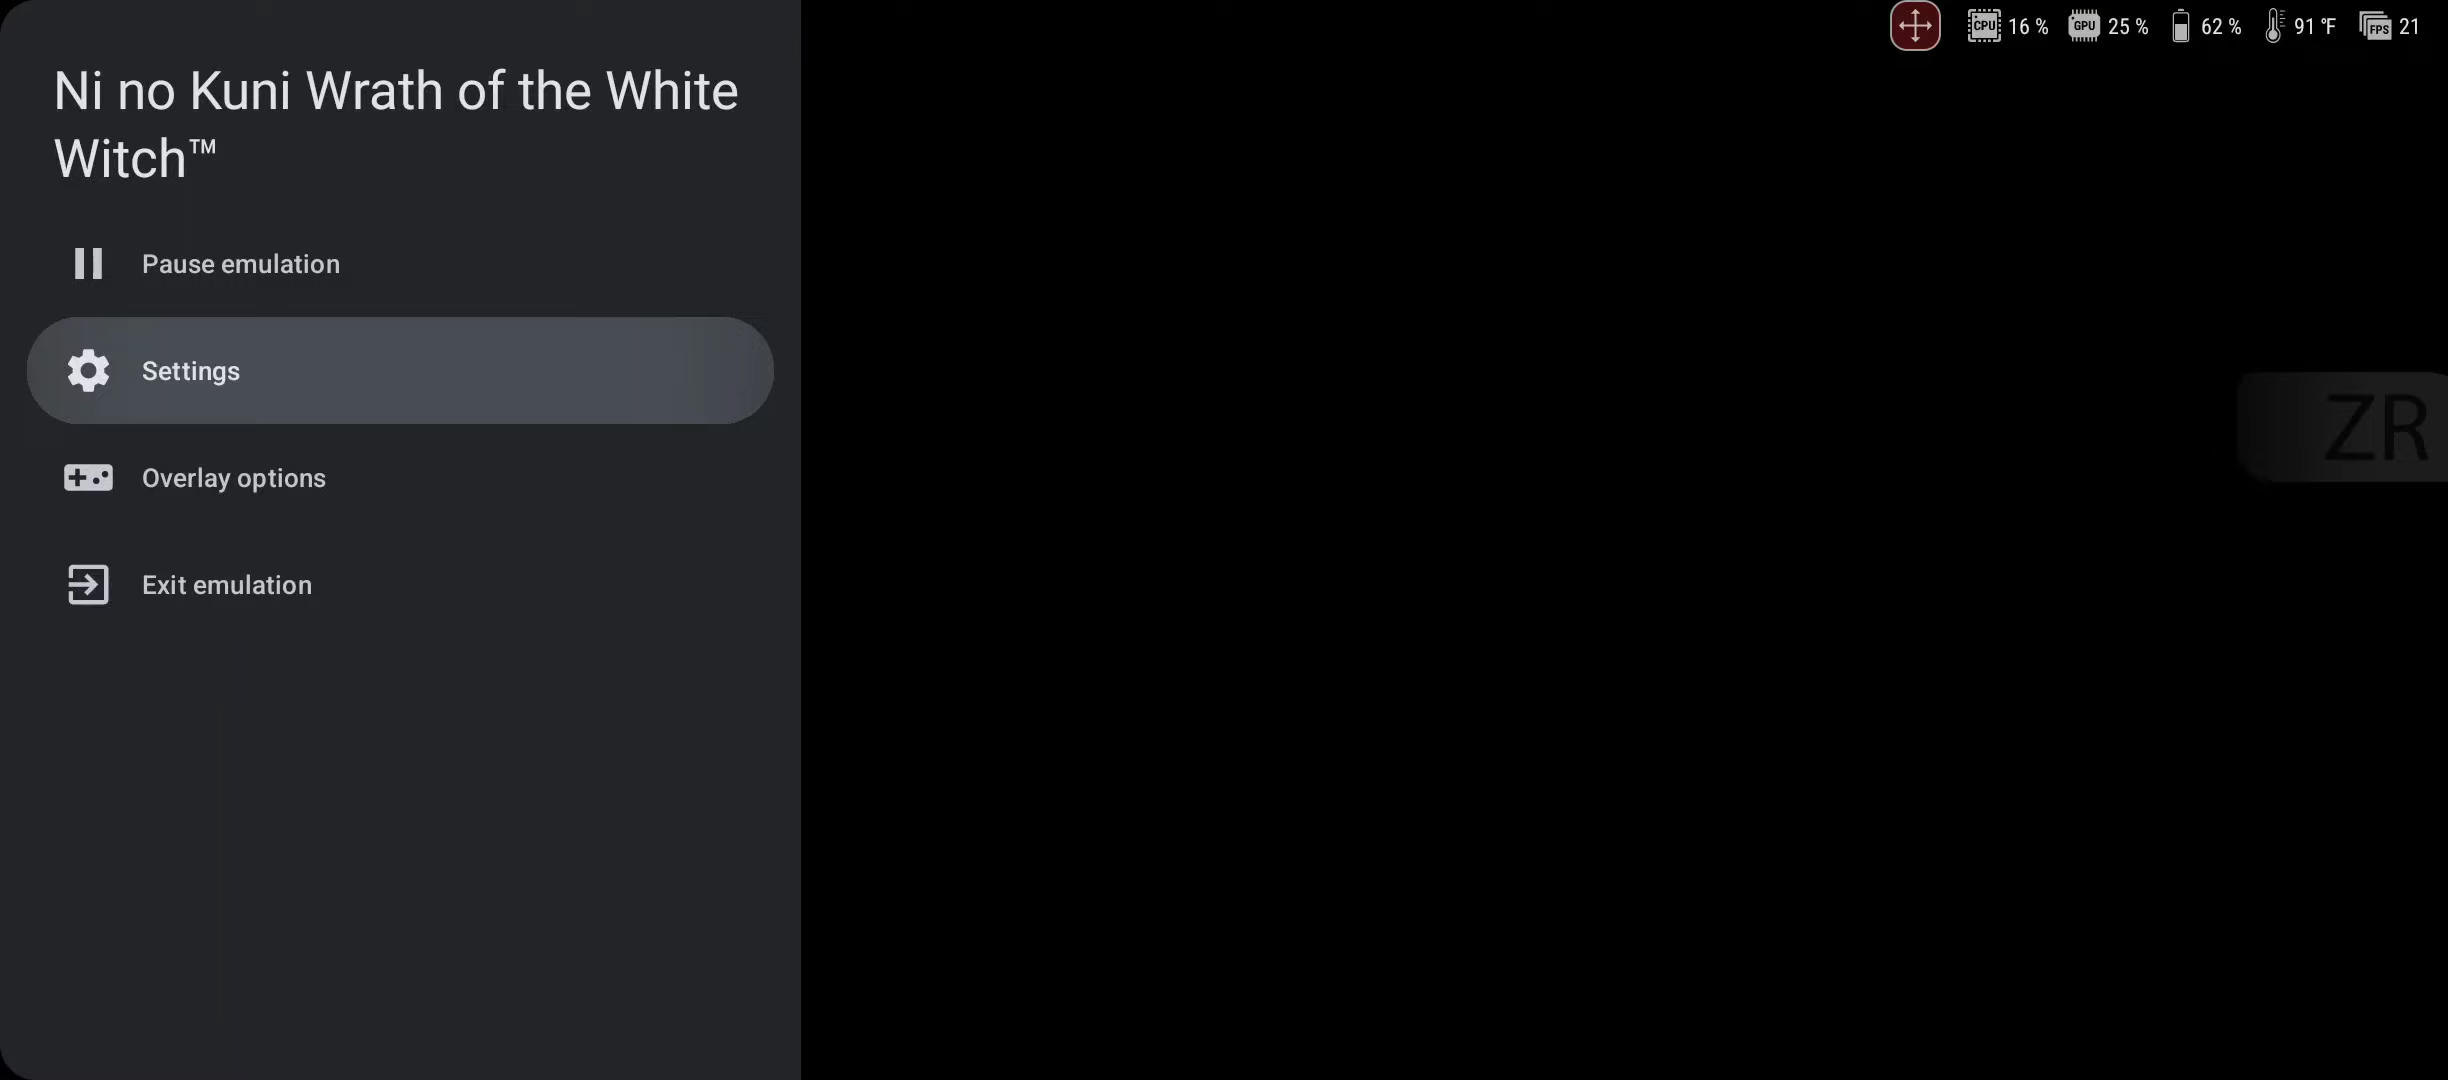 CPU 16 % GPU 25 % 62 % 91 °F FPS 21
Ni no Kuni Wrath of the White
Witch™
Pause emulation
Settings
ZR
Overlay options
Exit emulation